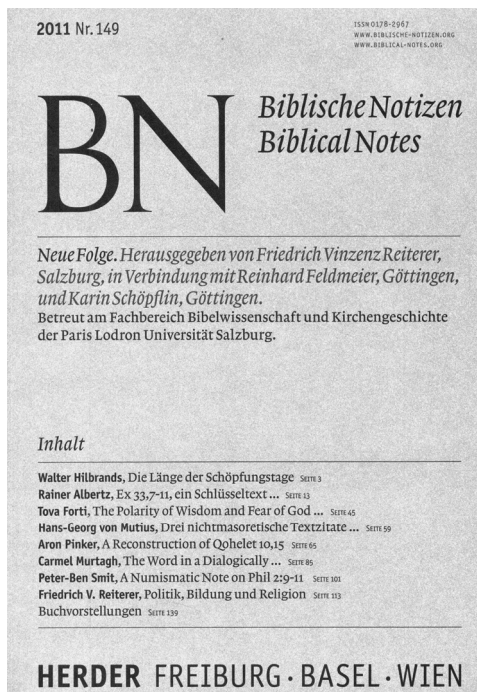 2011 Nr. 149
ISSN 0178-2967
WWW.BIBLISCHE-NOTIZEN.ORG
WWW.BIBLICAL-NOTES.ORG
BN
Biblische Notizen
Biblical Notes
Neue Folge. Herausgegeben von Friedrich Vinzenz Reiterer,
Salzburg, in Verbindung mit Reinhard Feldmeier, Göttingen,
und Karin Schöpflin, Göttingen.
Betreut am Fachbereich Bibelwissenschaft und Kirchengeschichte
der Paris Lodron Universität Salzburg.
Inhalt
Walter Hilbrands, Die Länge der Schöpfungstage SEITE 3
Rainer Albertz, Ex 33,7-11, ein Schlüsseltext ... SEITE 13
Tova Forti, The Polarity of Wisdom and Fear of God ... SEITE 45
Hans-Georg von Mutius, Drei nichtmasoretische Textzitate ... SEITE 59
Aron Pinker, A Reconstruction of Qohelet 10,15 SEITE 65
Carmel Murtagh, The Word in a Dialogically ... SEITE 85
Peter-Ben Smit, A Numismatic Note on Phil 2:9-11 SEITE 101
Friedrich V. Reiterer, Politik, Bildung und Religion SEITE 113
Buchvorstellungen SEITE 139
HERDER FREIBURG · BASEL · WIEN